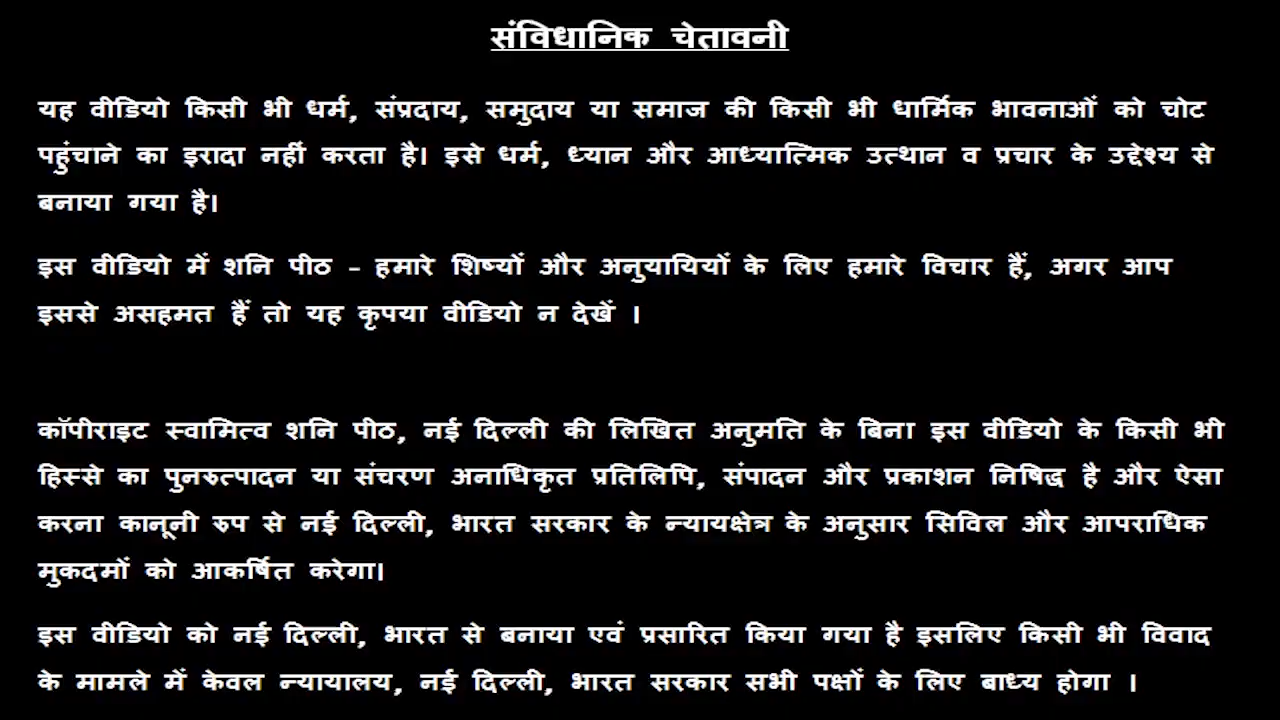 संविधानिक चेतावनी
यह वीडियो किसी भी धर्म, संप्रदाय, समुदाय या समाज की किसी भी धार्मिक भावनाओं को चोट
पहुंचाने का इरादा नहीं करता है। इसे धर्म, ध्यान और आध्यात्मिक उत्थान व प्रचार के उद्देश्य से
बनाया गया है।
इस वीडियो में शनि पीठ – हमारे शिष्यों और अनुयायियों के लिए हमारे विचार हैं, अगर आप
इससे असहमत हैं तो यह कृपया वीडियो न देखें ।
कॉपीराइट स्वामित्व शनि पीठ, नई दिल्ली की लिखित अनुमति के बिना इस वीडियो के किसी भी
हिस्से का पुनरुत्पादन या संचरण अनाधिकृत प्रतिलिपि, संपादन और प्रकाशन निषिद्ध है और ऐसा
करना कानूनी रुप से नई दिल्ली, भारत सरकार के न्यायक्षेत्र के अनुसार सिविल और आपराधिक
मुकदमों को आकर्षित करेगा।
इस वीडियो को नई दिल्ली, भारत से बनाया एवं प्रसारित किया गया है इसलिए किसी भी विवाद
के मामले में केवल न्यायालय, नई दिल्ली, भारत सरकार सभी पक्षों के लिए बाध्य होगा ।